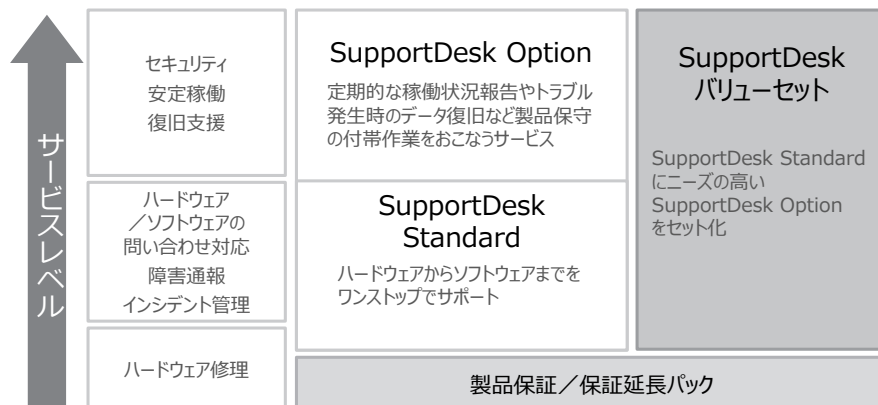 サービスレベル
セキュリティ
安定稼働
復旧支援
SupportDesk Option
定期的な稼働状況報告やトラブル
発生時のデータ復旧など製品保守
の付帯作業をおこなうサービス
SupportDesk
バリューセット
SupportDesk Standard
にニーズの高い
SupportDesk Option
をセット化
ハードウェア
／ソフトウェアの
問い合わせ対応
障害通報
インシデント管理
SupportDesk
Standard
ハードウェアからソフトウェアまでを
ワンストップでサポート
ハードウェア修理
製品保証／保証延長パック